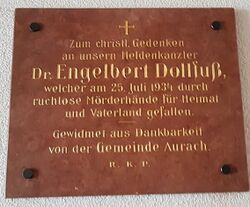 Zum christl. Gedenken
an unsern Heldenkanzler
Dr. Engelbert Dollfuß,
welcher am 25. Juli 1934 durch
ruchlose Mörderhände für Heimat
und Vaterland gefallen.
Gewidmet aus Dankbarkeit
von der Gemeinde Aurach.
R. K. P.